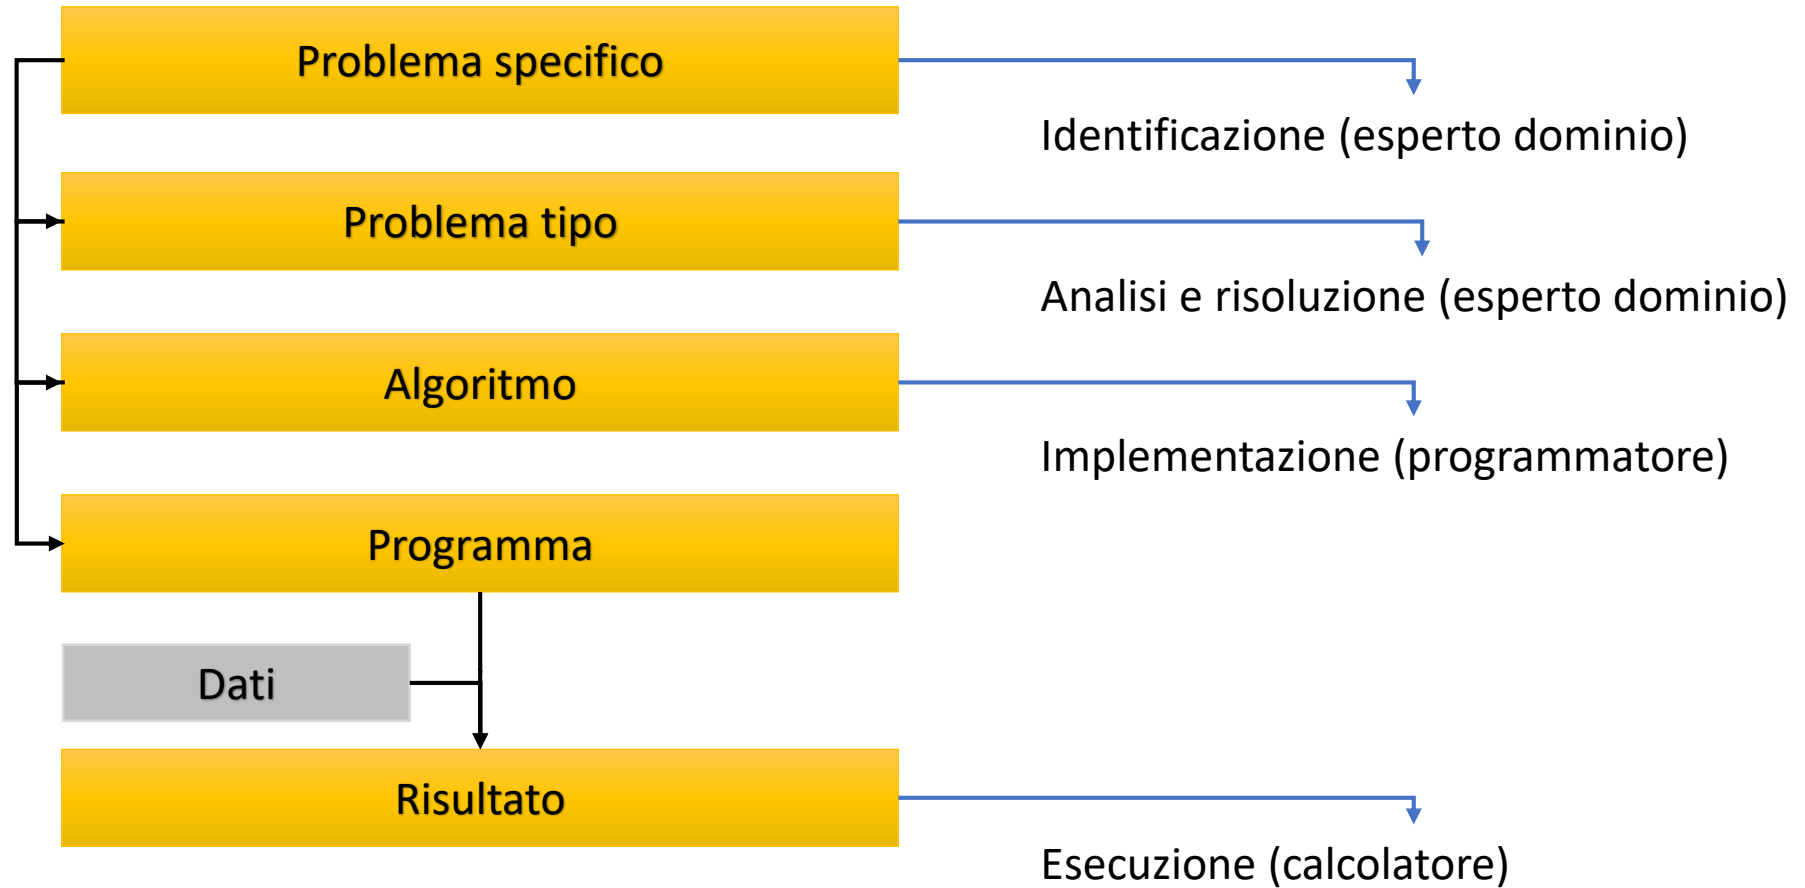 Problema specifico
Identificazione (esperto dominio)
Problema tipo
Analisi e risoluzione (esperto dominio)
Algoritmo
Implementazione (programmatore)
Programma
Dati
Risultato
Esecuzione (calcolatore)